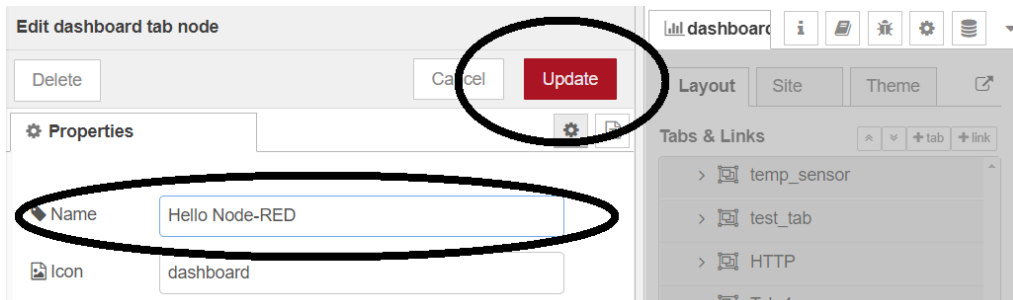 Edit dashboard tab node
Delete
Cancel
Update
Properties
Name
Hello Node-RED
Icon
dashboard
dashboard
i
Layout
Site
Theme
Tabs & Links
+tab
+link
temp_sensor
test_tab
HTTP